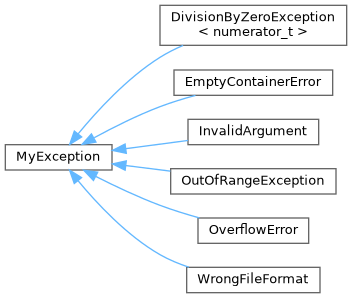 DivisionByZeroException
< numerator_t >
EmptyContainerError
InvalidArgument
MyException
OutOfRangeException
OverflowError
WrongFileFormat